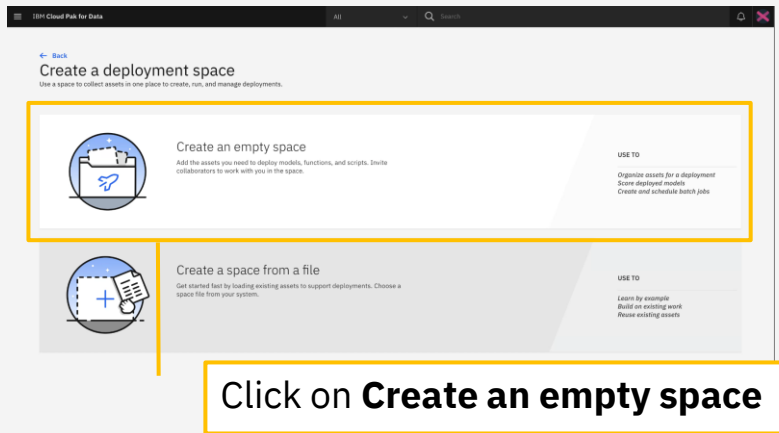 IBM Cloud Pak for Data
All
Search
← Back
Create a deployment space
Use a space to collect assets in one place to create, run, and manage deployments.
Create an empty space
Add the assets you need to deploy models, functions, and scripts. Invite
collaborators to work with you in the space.
USE TO
Organize assets for a deployment
Score deployed models
Create and schedule batch jobs
Create a space from a file
Get started fast by loading existing assets to support deployments. Choose a
space file from your system.
USE TO
Learn by example
Build on existing work
Reuse existing assets
Click on Create an empty space